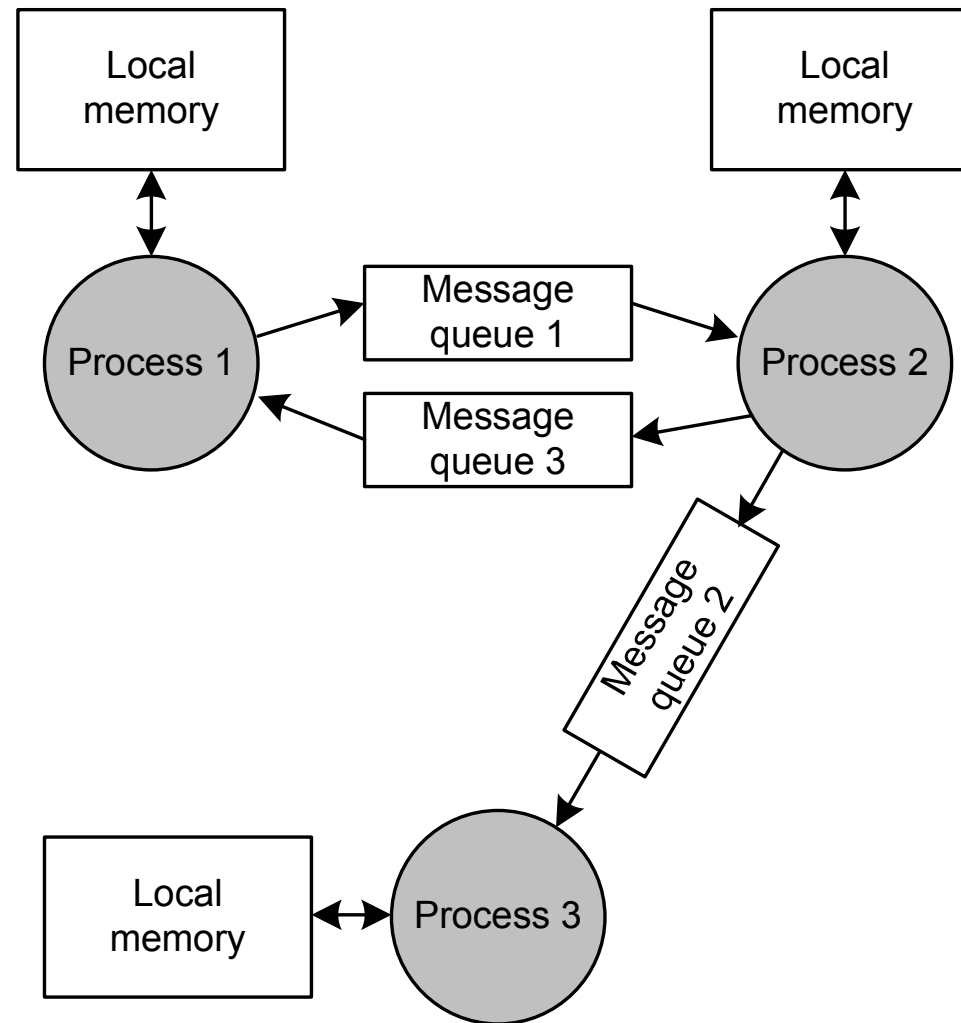 Local
memory
Local
memory
Message
queue 1
Process 1
Process 2
Message
queue 3
Message
queue 2
Local
memory
Process 3